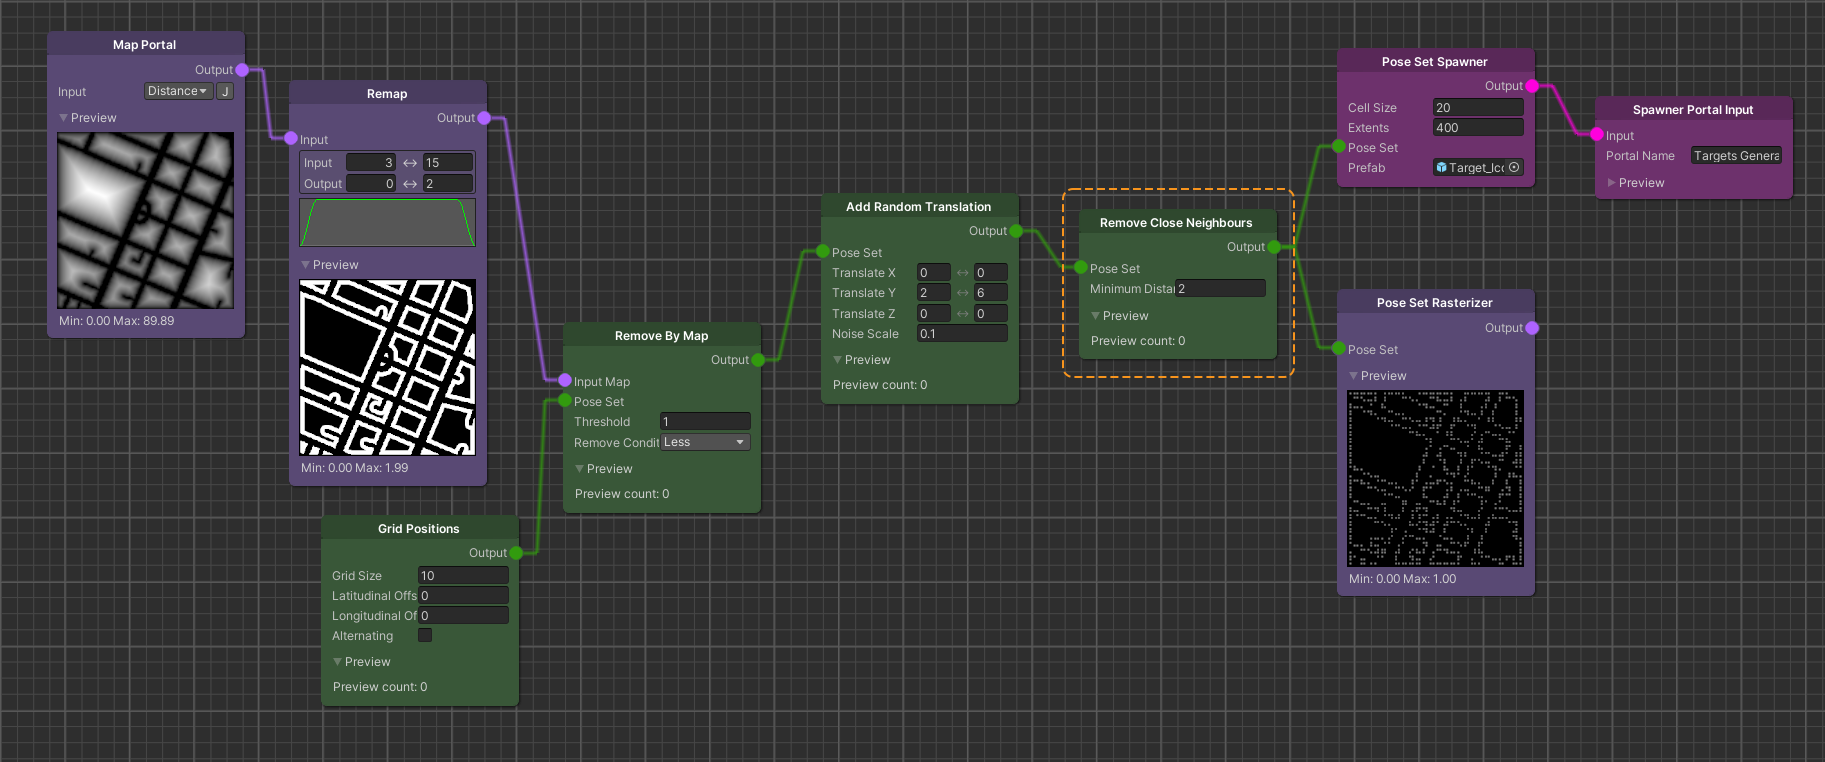 Map Portal
Output
Input Distance J
Preview
Min: 0.00 Max: 89.89
Remap
Output
Input
Input 3 ↔ 15
Output 0 ↔ 2
Preview
Min: 0.00 Max: 1.99
Grid Positions
Output
Grid Size 10
Latitudinal Offs 0
Longitudinal Of 0
Alternating
Preview
Preview count: 0
Remove By Map
Output
Input Map
Pose Set
Threshold 1
Remove Condit Less
Preview
Preview count: 0
Add Random Translation
Output
Pose Set
Translate X 0 ↔ 0
Translate Y 2 ↔ 6
Translate Z 0 ↔ 0
Noise Scale 0.1
Preview
Preview count: 0
Remove Close Neighbours
Output
Pose Set
Minimum Distar 2
Preview
Preview count: 0
Pose Set Spawner
Output
Cell Size 20
Extents 400
Pose Set
Prefab Target_Ico
Spawner Portal Input
Input
Portal Name Targets Genera
Preview
Pose Set Rasterizer
Output
Pose Set
Preview
Min: 0.00 Max: 1.00